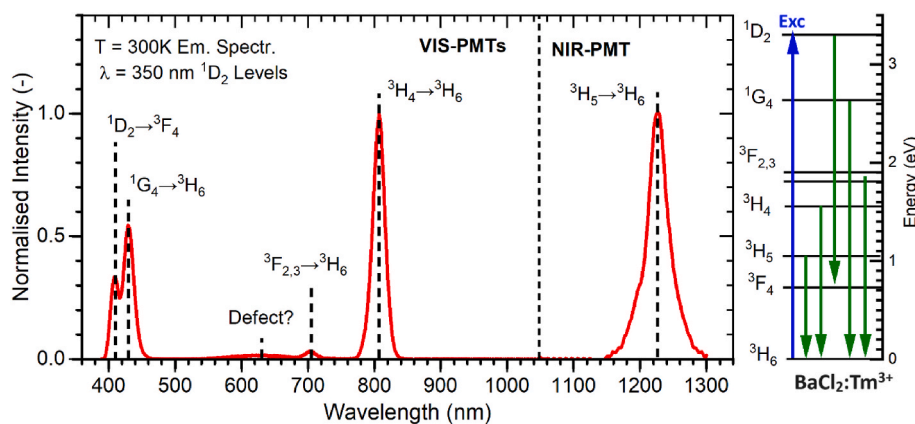 T = 300K Em. Spectr.
λ = 350 nm ¹D₂ Levels
VIS-PMTs
NIR-PMT
¹D₂→³F₄
¹G₄→³H₆
Defect?
³F₂,₃→³H₆
³H₄→³H₆
³H₅→³H₆
Normalised Intensity (-)
1.0
0.5
0.0
400 500 600 700 800 900 1000 1100 1200 1300
Wavelength (nm)
Exc
¹D₂
¹G₄
³F₂,₃
³H₄
³H₅
³F₄
³H₆
3
2
1
0
Energy (eV)
BaCl₂:Tm³⁺